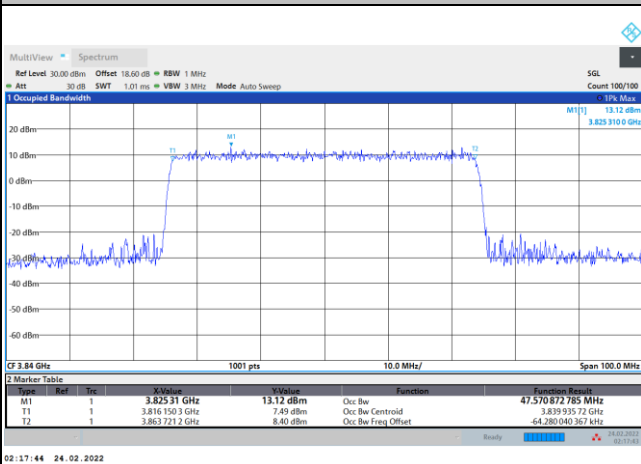 MultiView Spectrum
Ref Level 30.00 dBm Offset 18.60 dB RBW 1 MHz SGL
Att 30 dB SWT 1.01 ms VBW 3 MHz Mode Auto Sweep Count 100/100
1 Occupied Bandwidth 1Pk Max
M1[1] 13.12 dBm
3.825 310 0 GHz
20 dBm
M1
T1 T2
10 dBm
0 dBm
-10 dBm
-20 dBm
-30 dBm
-40 dBm
-50 dBm
-60 dBm
CF 3.84 GHz 1001 pts 10.0 MHz/ Span 100.0 MHz
2 Marker Table
Type Ref Trc X-Value Y-Value Function Function Result
M1 1 3.825 31 GHz 13.12 dBm Occ Bw 47.570 872 785 MHz
T1 1 3.816 150 3 GHz 7.49 dBm Occ Bw Centroid 3.839 935 72 GHz
T2 1 3.863 721 2 GHz 8.40 dBm Occ Bw Freq Offset -64.280 040 367 kHz
Ready 24.02.2022
02:17:43
02:17:44 24.02.2022